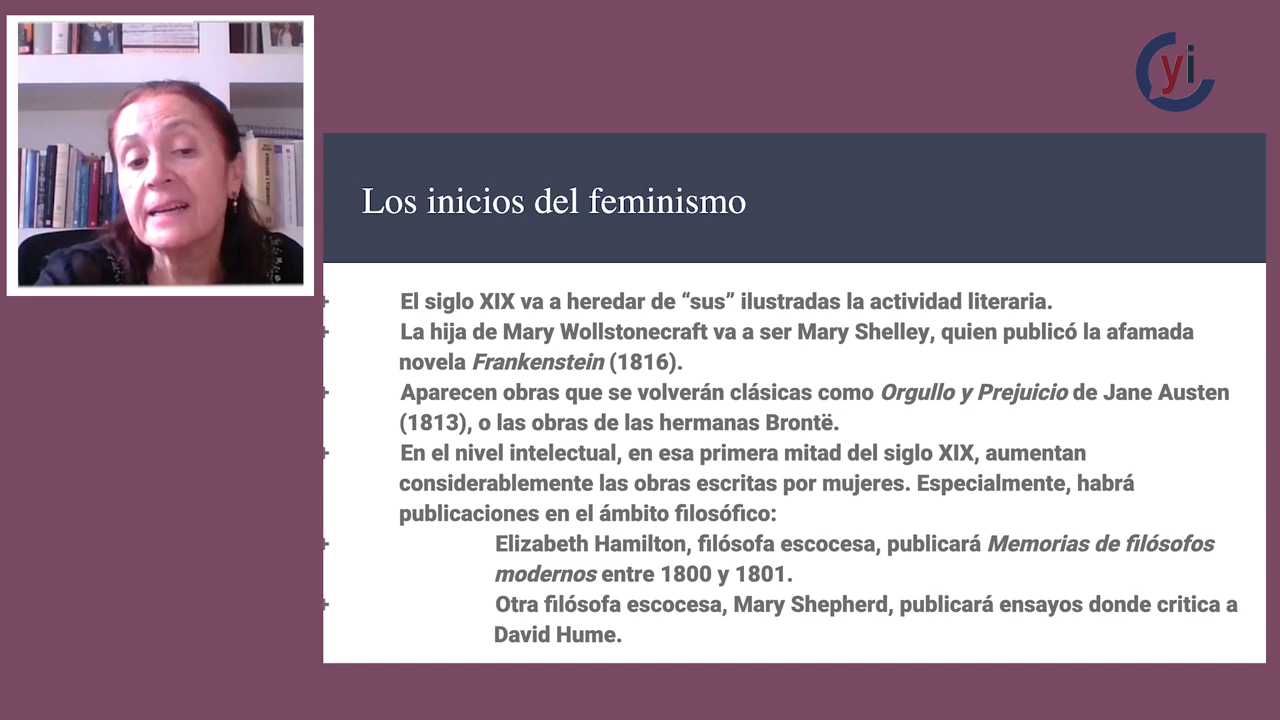 yi
Los inicios del feminismo
El siglo XIX va a heredar de “sus” ilustradas la actividad literaria.
La hija de Mary Wollstonecraft va a ser Mary Shelley, quien publicó la afamada
novela Frankenstein (1816).
Aparecen obras que se volverán clásicas como Orgullo y Prejuicio de Jane Austen
(1813), o las obras de las hermanas Brontë.
En el nivel intelectual, en esa primera mitad del siglo XIX, aumentan
considerablemente las obras escritas por mujeres. Especialmente, habrá
publicaciones en el ámbito filosófico:
Elizabeth Hamilton, filósofa escocesa, publicará Memorias de filósofos
modernos entre 1800 y 1801.
Otra filósofa escocesa, Mary Shepherd, publicará ensayos donde critica a
David Hume.